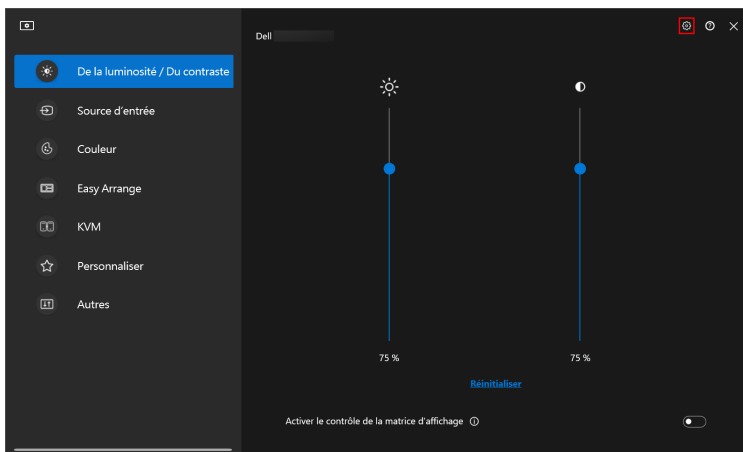 Dell
De la luminosité / Du contraste
Source d'entrée
Couleur
Easy Arrange
KVM
Personnaliser
Autres
75 %
75 %
Réinitialiser
Activer le contrôle de la matrice d'affichage